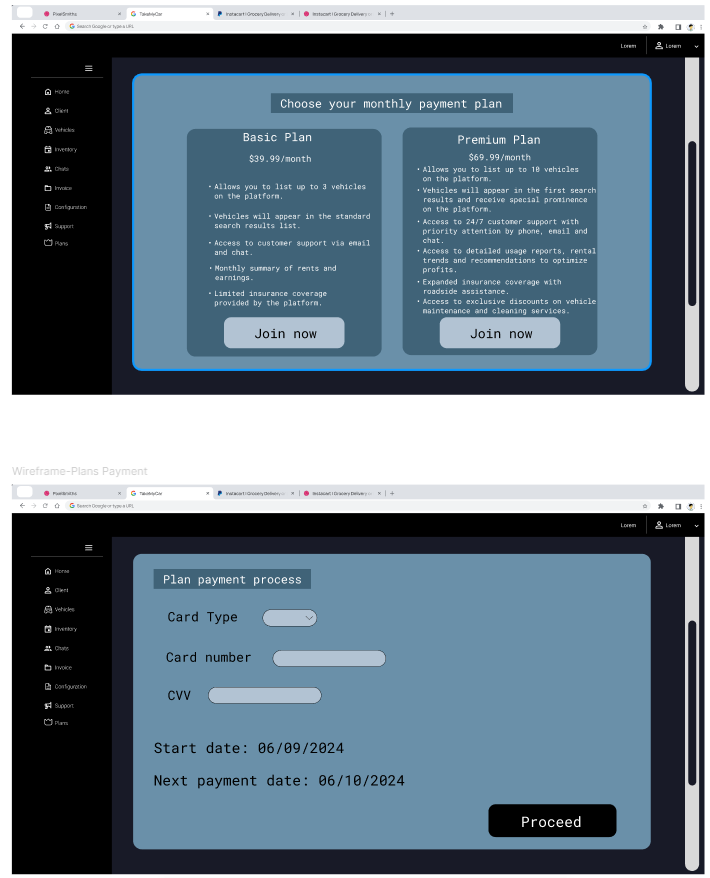 PixelSmiths
TakeMyCar
Instacart | Grocery Delivery
Instacart | Grocery Delivery
Search Google or type a URL
Lorem
Lorem
Home
Client
Vehicles
Inventory
Chats
Invoice
Configuration
Support
Plans
Choose your monthly payment plan
Basic Plan
$39.99/month
• Allows you to list up to 3 vehicles
on the platform.
• Vehicles will appear in the standard
search results list.
• Access to customer support via email
and chat.
• Monthly summary of rents and
earnings.
• Limited insurance coverage
provided by the platform.
Join now
Premium Plan
$69.99/month
• Allows you to list up to 10 vehicles
on the platform.
• Vehicles will appear in the first search
results and receive special prominence
on the platform.
• Access to 24/7 customer support with
priority attention by phone, email and
chat.
• Access to detailed usage reports, rental
trends and recommendations to optimize
profits.
• Expanded insurance coverage with
roadside assistance.
• Access to exclusive discounts on vehicle
maintenance and cleaning services.
Join now
Wireframe-Plans Payment
PixelSmiths
TakeMyCar
Instacart | Grocery Delivery
Instacart | Grocery Delivery
Search Google or type a URL
Lorem
Lorem
Home
Client
Vehicles
Inventory
Chats
Invoice
Configuration
Support
Plans
Plan payment process
Card Type
Card number
CVV
Start date: 06/09/2024
Next payment date: 06/10/2024
Proceed